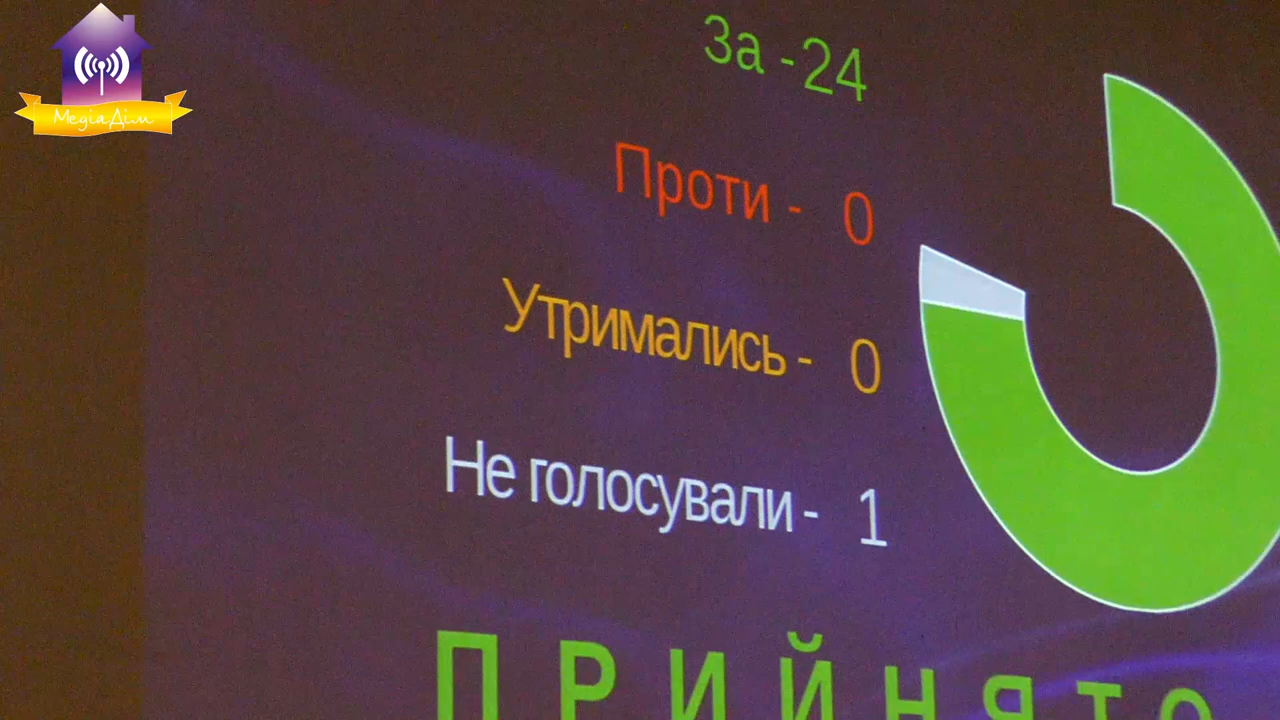 МедіаДім
За - 24
Проти - 0
Утримались - 0
Не голосували - 1
ПРИЙНЯТО